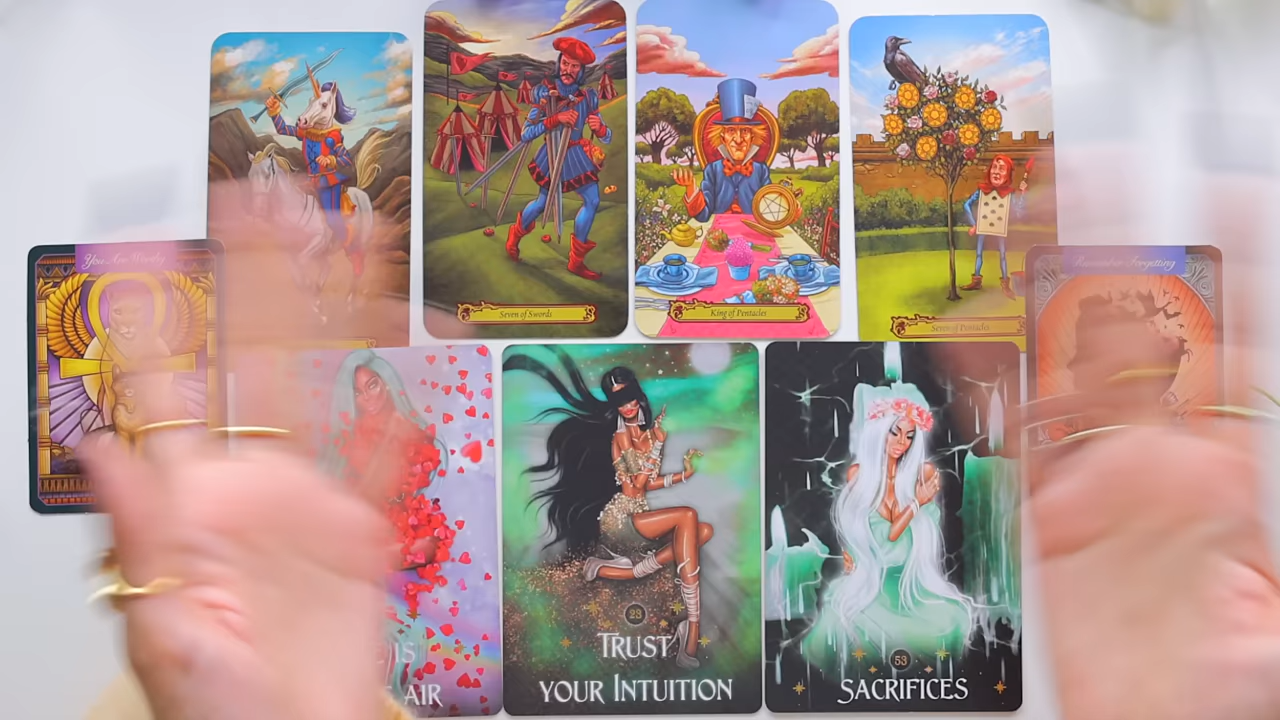 Seven of Swords
King of Pentacles
Seven of Pentacles
You Are Worthy
Remember Forgetting
IS
AIR
23
TRUST
YOUR INTUITION
53
SACRIFICES